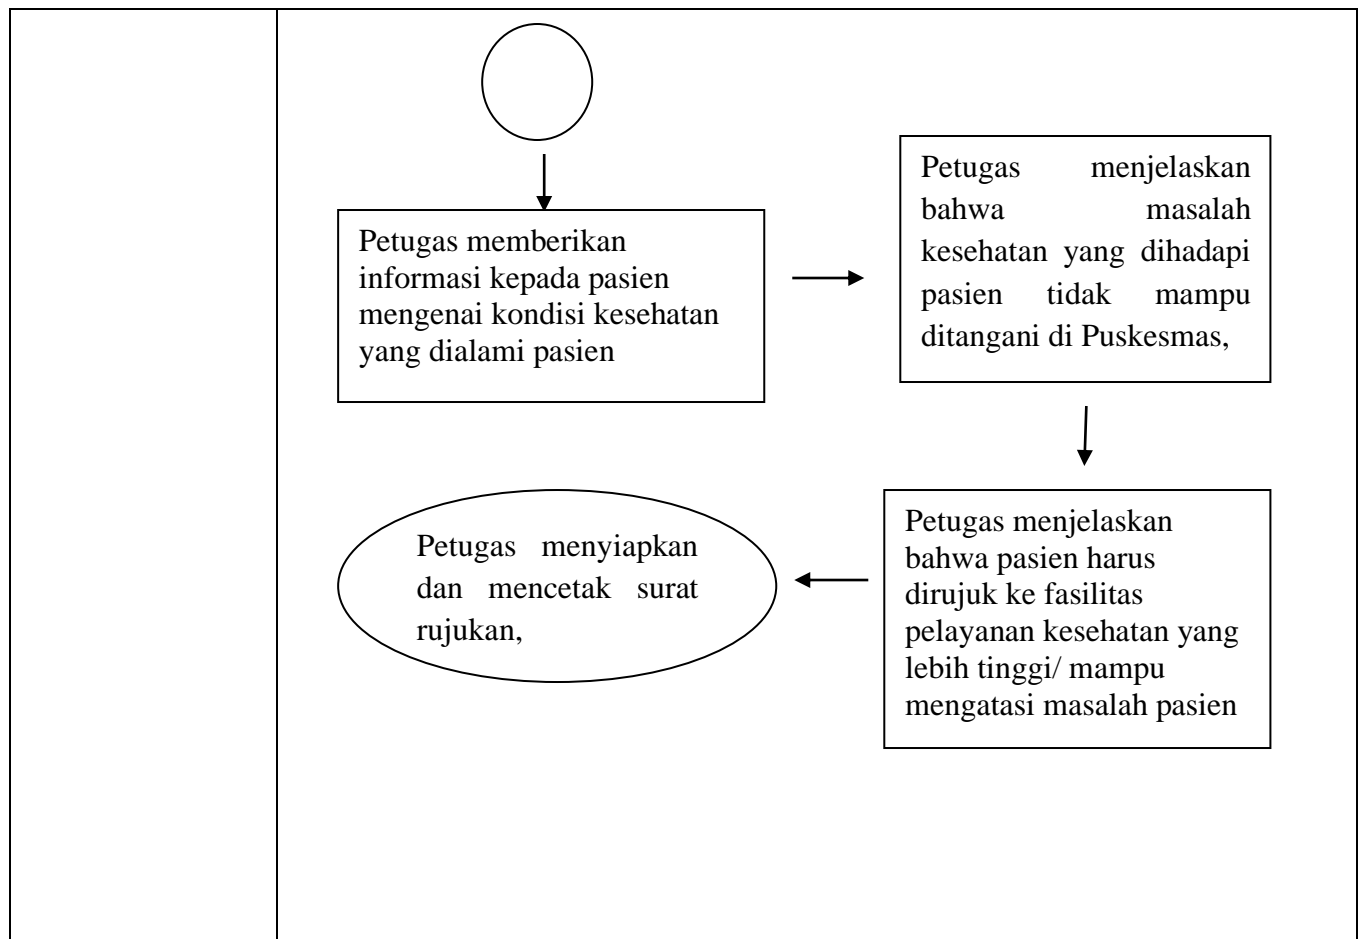 Petugas memberikan
informasi kepada pasien
mengenai kondisi kesehatan
yang dialami pasien
Petugas menjelaskan
bahwa masalah
kesehatan yang dihadapi
pasien tidak mampu
ditangani di Puskesmas,
Petugas menjelaskan
bahwa pasien harus
dirujuk ke fasilitas
pelayanan kesehatan yang
lebih tinggi/ mampu
mengatasi masalah pasien
Petugas menyiapkan
dan mencetak surat
rujukan,